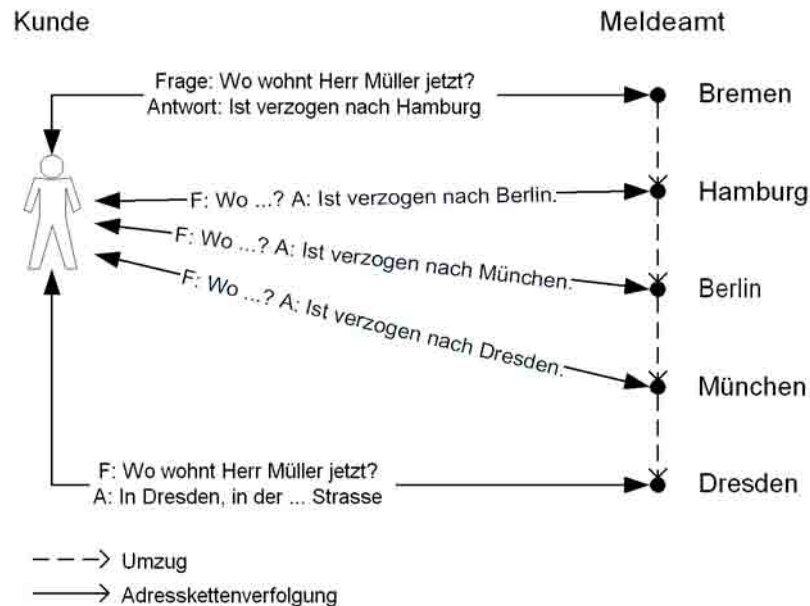 Kunde
Meldeamt
Frage: Wo wohnt Herr Müller jetzt?
Antwort: Ist verzogen nach Hamburg
Bremen
F: Wo ...? A: Ist verzogen nach Berlin.
Hamburg
F: Wo ...? A: Ist verzogen nach München.
Berlin
F: Wo ...? A: Ist verzogen nach Dresden.
München
F: Wo wohnt Herr Müller jetzt?
A: In Dresden, in der ... Strasse
Dresden
Umzug
Adresskettenverfolgung